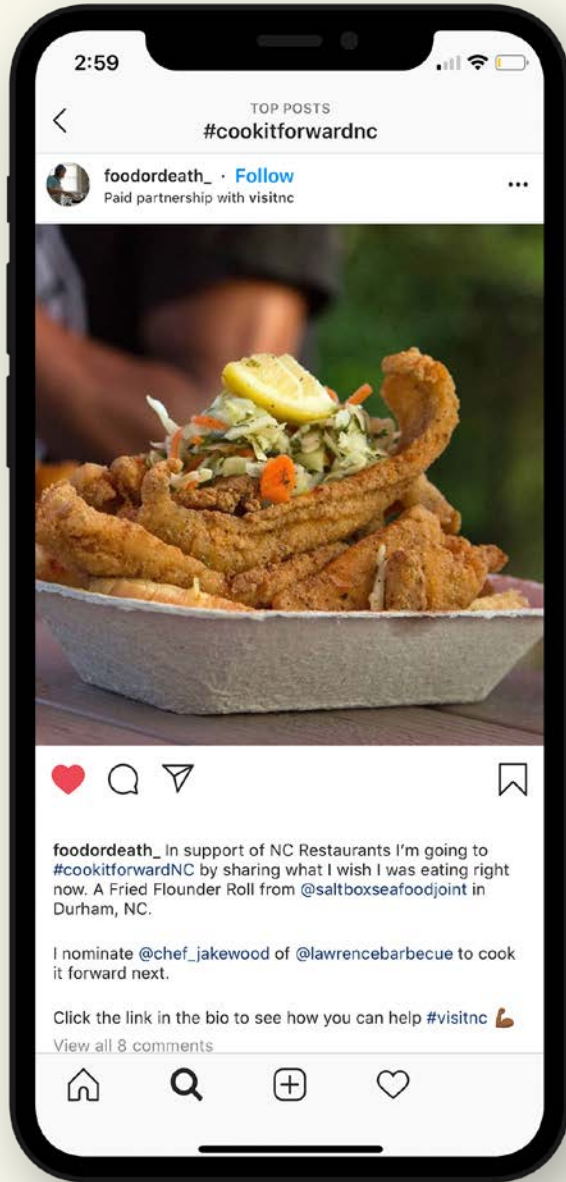 2:59
TOP POSTS
#cookitforwardnc
foodordeath_ · Follow
Paid partnership with visitnc
foodordeath_ In support of NC Restaurants I'm going to
#cookitforwardNC by sharing what I wish I was eating right
now. A Fried Flounder Roll from @saltboxseafoodjoint in
Durham, NC.
I nominate @chef_jakewood of @lawrencebarbecue to cook
it forward next.
Click the link in the bio to see how you can help #visitnc 💪🏾
View all 8 comments